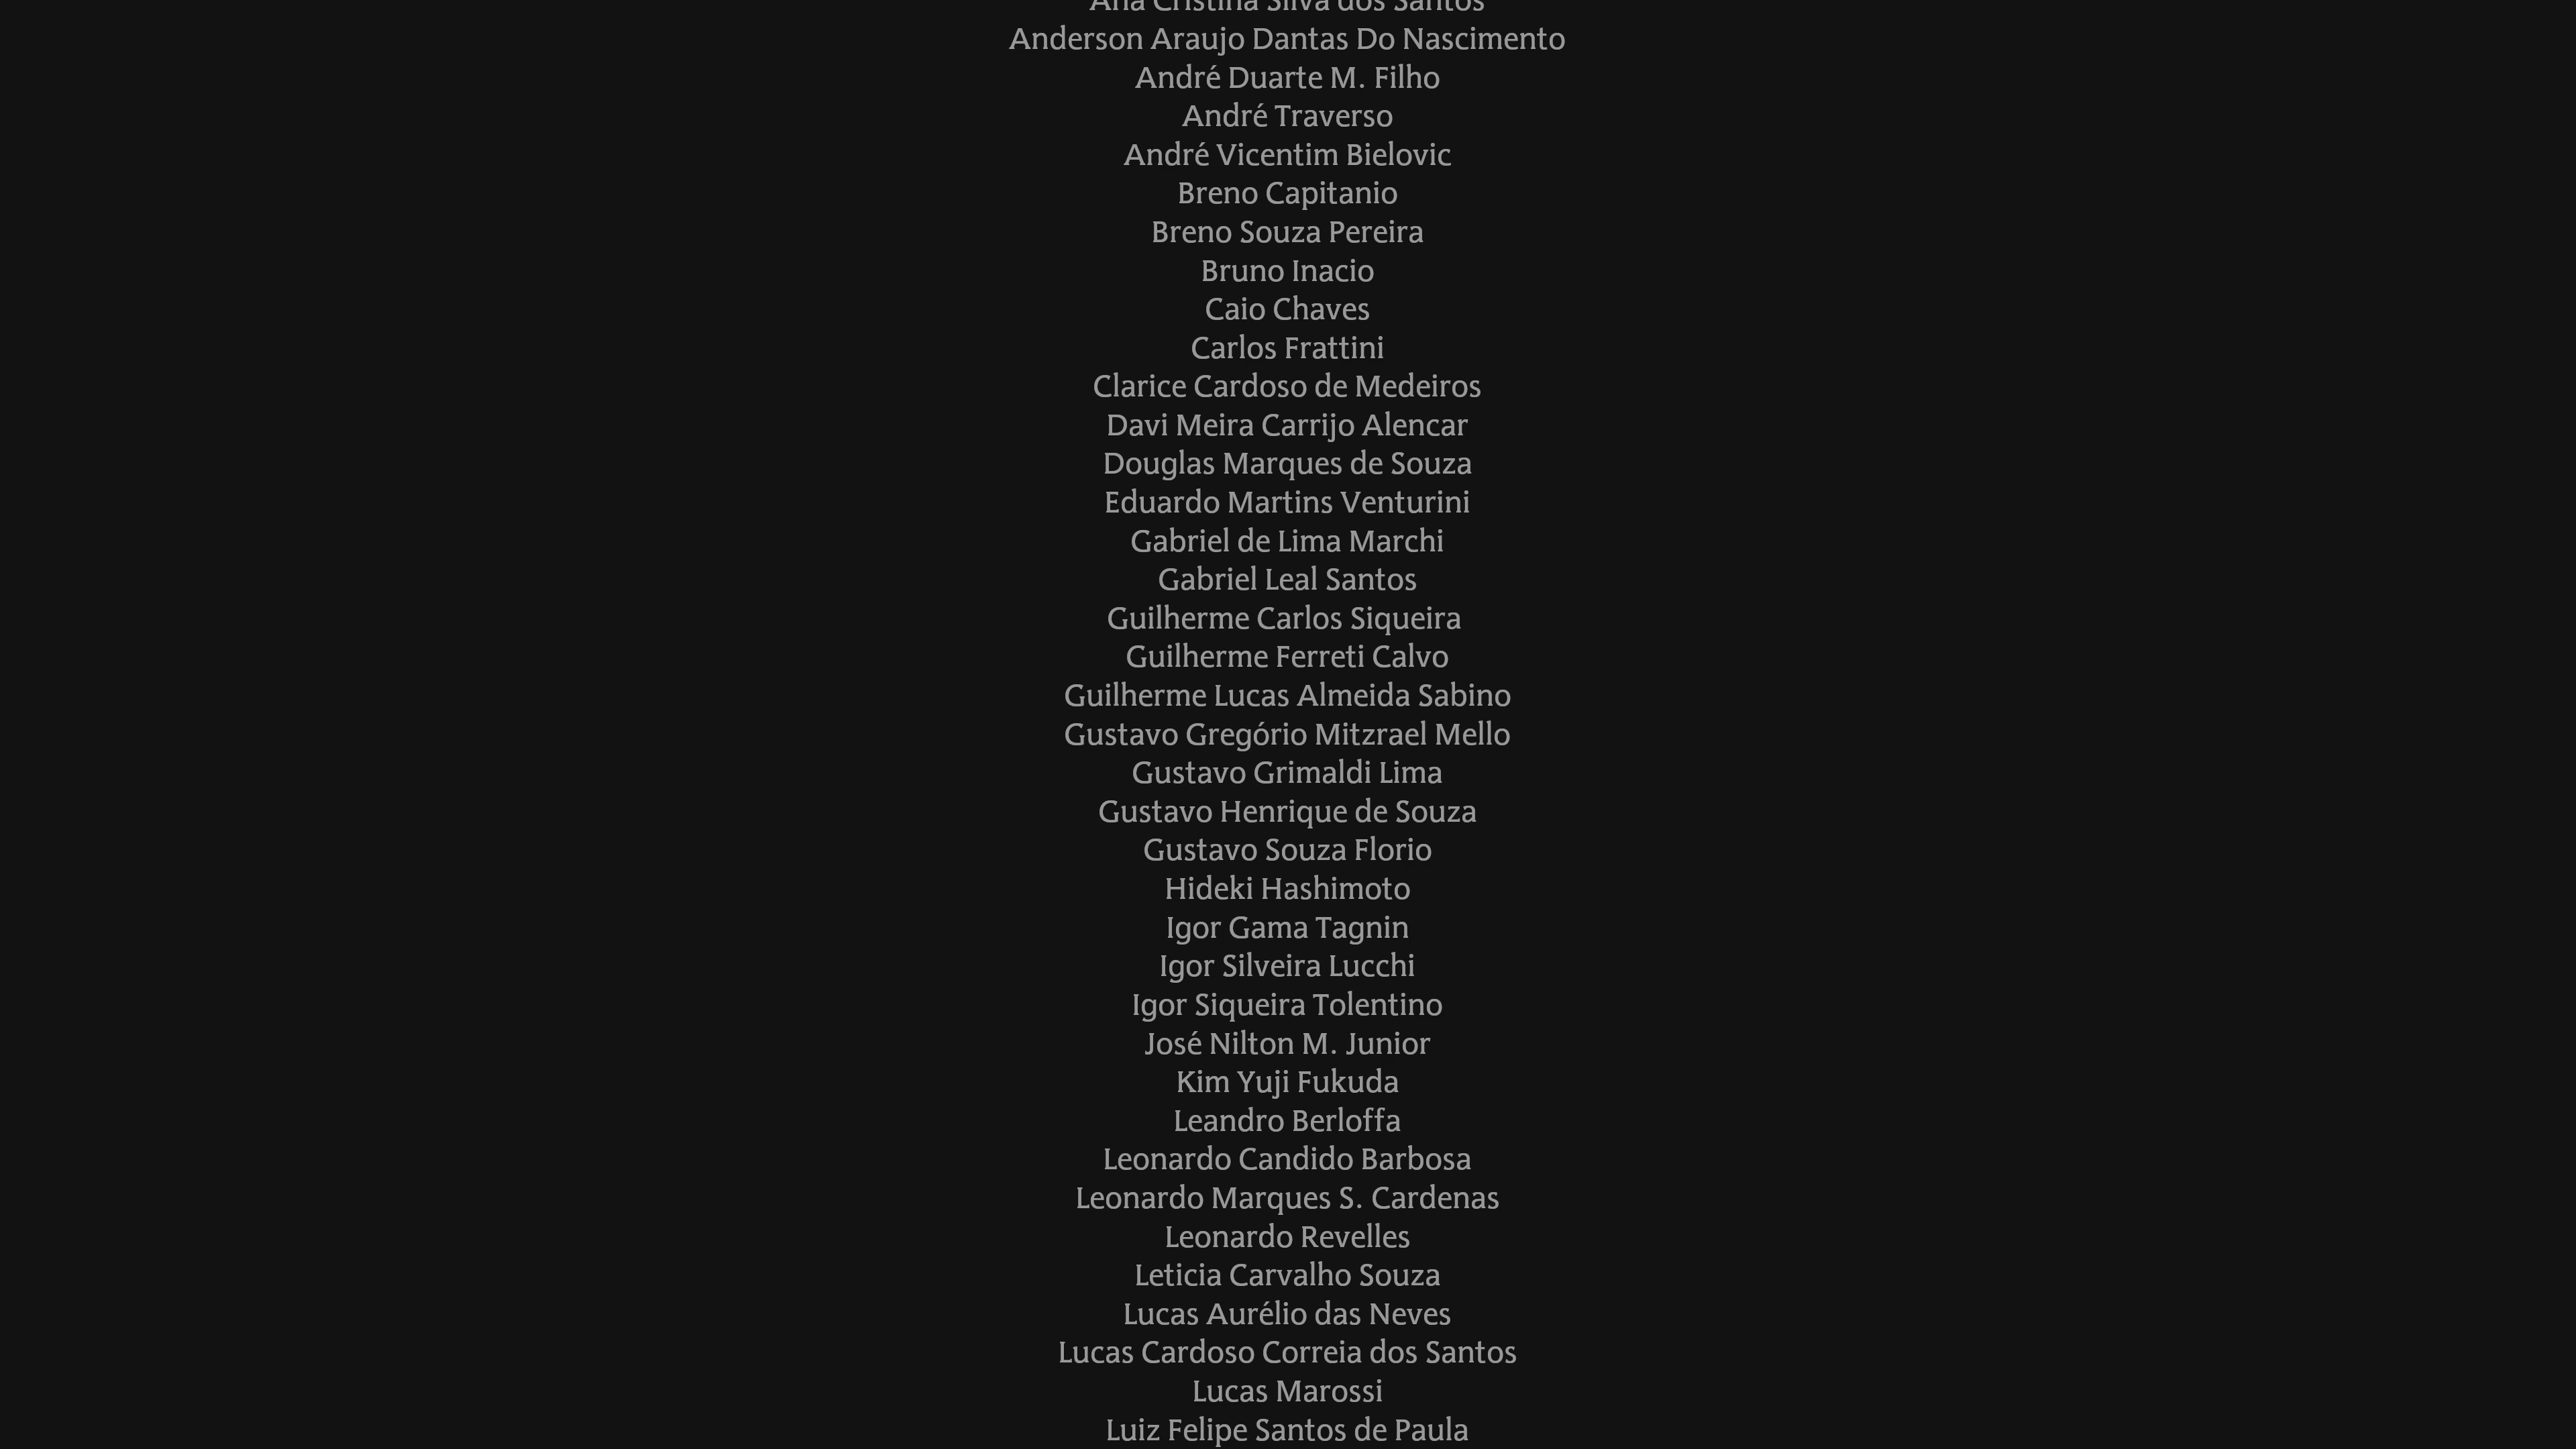 Ana Cristina Silva dos Santos
Anderson Araujo Dantas Do Nascimento
André Duarte M. Filho
André Traverso
André Vicentim Bielovic
Breno Capitanio
Breno Souza Pereira
Bruno Inacio
Caio Chaves
Carlos Frattini
Clarice Cardoso de Medeiros
Davi Meira Carrijo Alencar
Douglas Marques de Souza
Eduardo Martins Venturini
Gabriel de Lima Marchi
Gabriel Leal Santos
Guilherme Carlos Siqueira
Guilherme Ferreti Calvo
Guilherme Lucas Almeida Sabino
Gustavo Gregório Mitzrael Mello
Gustavo Grimaldi Lima
Gustavo Henrique de Souza
Gustavo Souza Florio
Hideki Hashimoto
Igor Gama Tagnin
Igor Silveira Lucchi
Igor Siqueira Tolentino
José Nilton M. Junior
Kim Yuji Fukuda
Leandro Berloffa
Leonardo Candido Barbosa
Leonardo Marques S. Cardenas
Leonardo Revelles
Leticia Carvalho Souza
Lucas Aurélio das Neves
Lucas Cardoso Correia dos Santos
Lucas Marossi
Luiz Felipe Santos de Paula